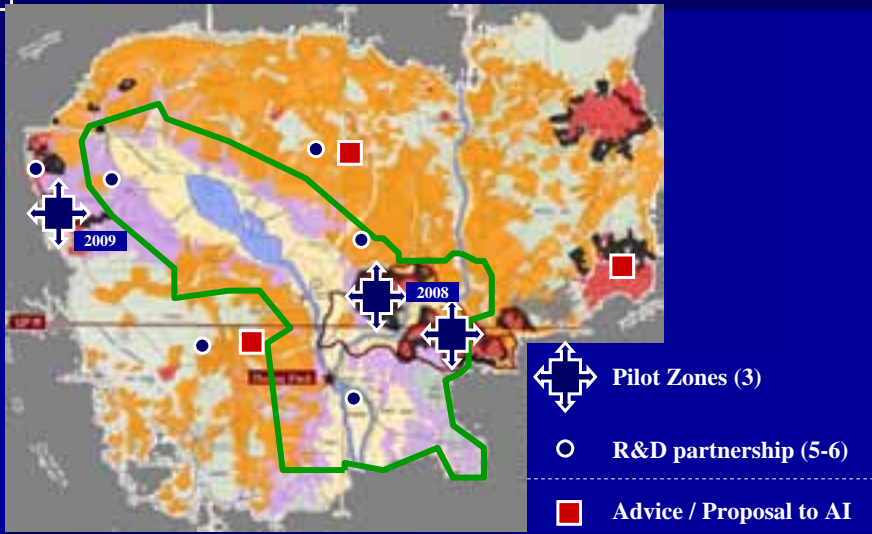 2009
2008
Pilot Zones (3)
R&D partnership (5-6)
Advice / Proposal to AI